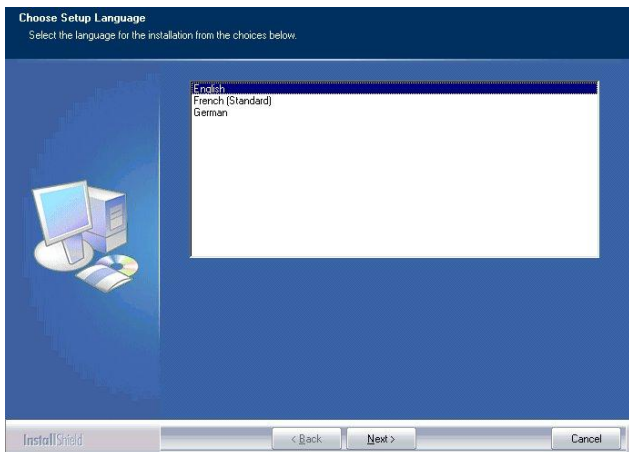 Choose Setup Language
Select the language for the installation from the choices below.
English
French (Standard)
German
InstallShield
< Back
Next >
Cancel